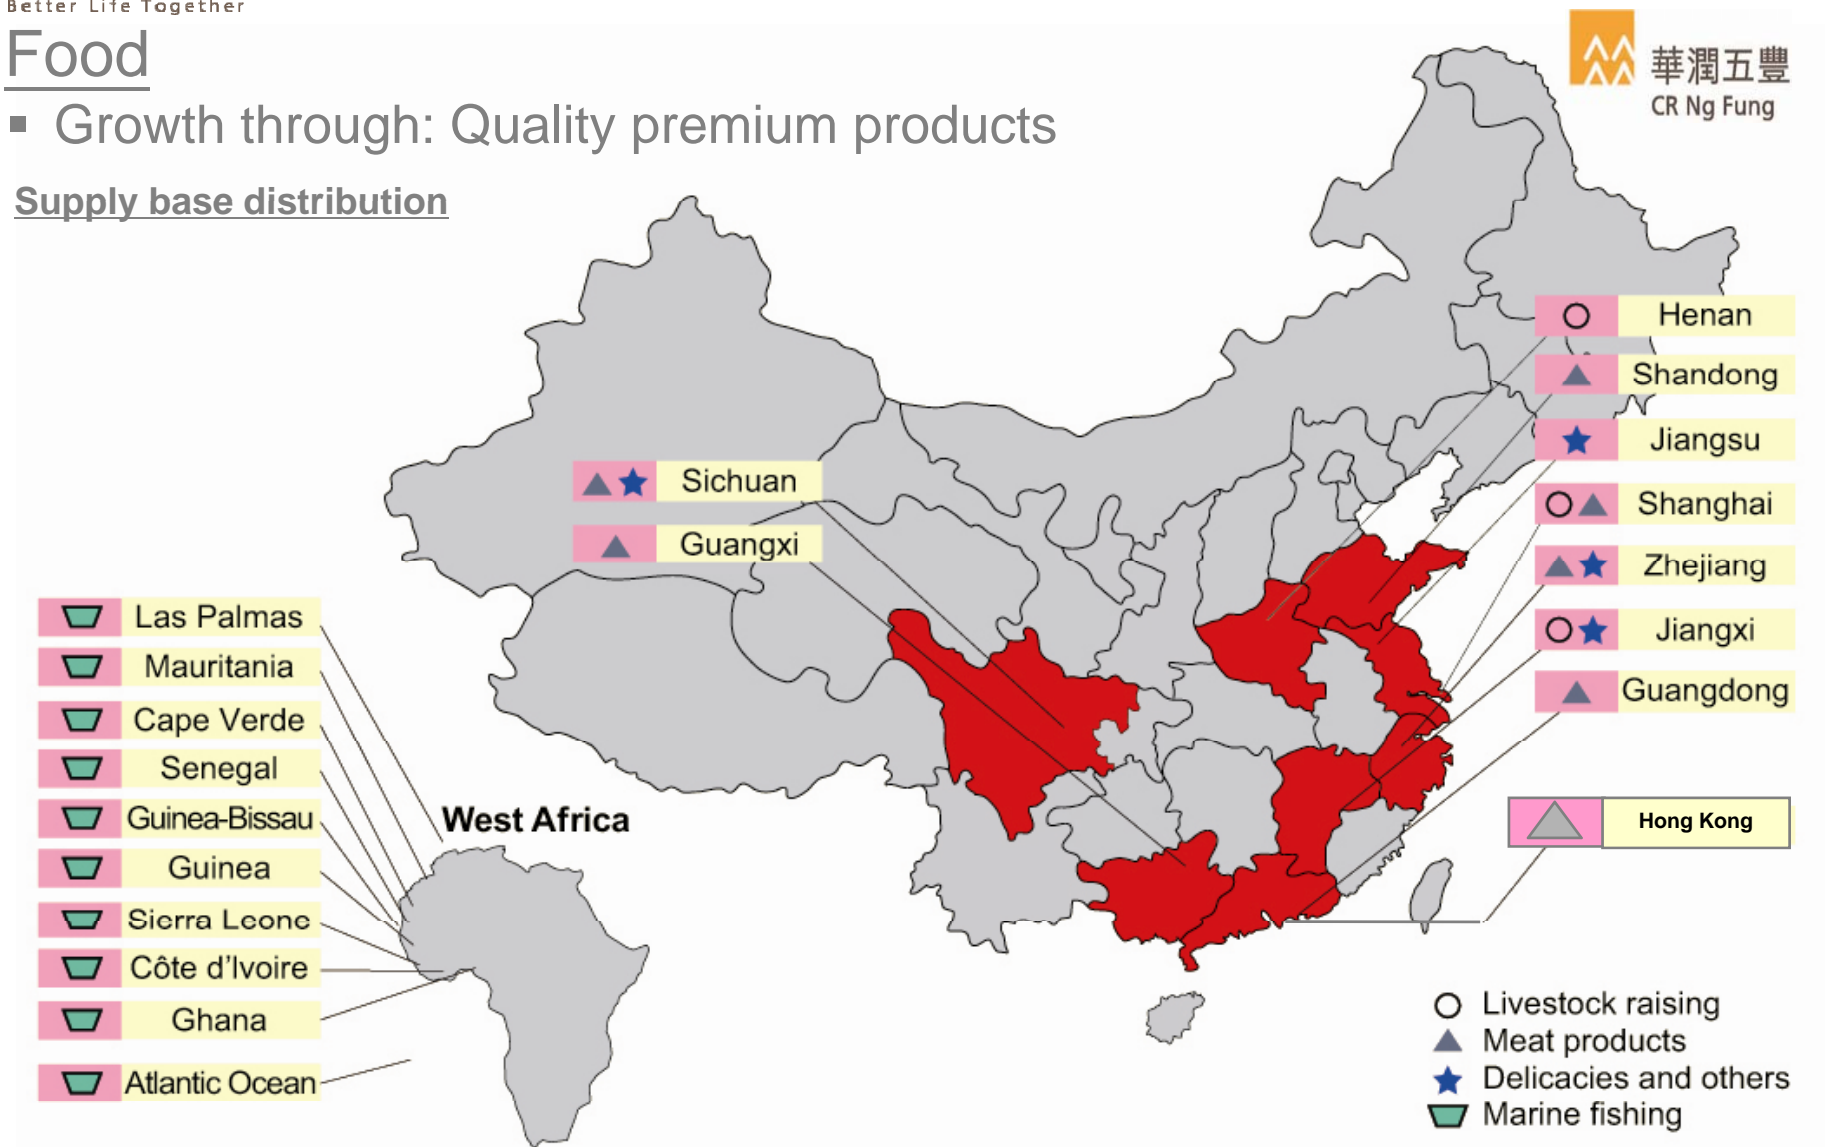 Better Life Together
Food
華潤五豐
CR Ng Fung
▪ Growth through: Quality premium products
Supply base distribution
Henan
Shandong
Jiangsu
Shanghai
Zhejiang
Jiangxi
Guangdong
Hong Kong
Sichuan
Guangxi
Las Palmas
Mauritania
Cape Verde
Senegal
Guinea-Bissau
Guinea
Sierra Leone
Côte d'Ivoire
Ghana
Atlantic Ocean
West Africa
Livestock raising
Meat products
Delicacies and others
Marine fishing